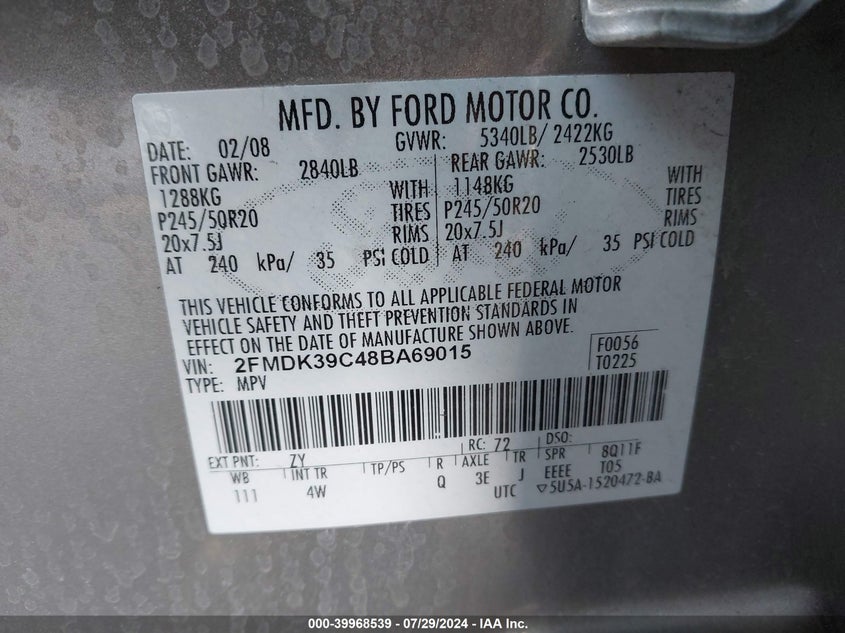 MFD. BY FORD MOTOR CO.
DATE: 02/08 GVWR: 5340LB/ 2422KG
FRONT GAWR: 2840LB REAR GAWR: 2530LB
1288KG WITH 1148KG WITH
P245/50R20 TIRES P245/50R20 TIRES
20x7.5J RIMS 20x7.5J RIMS
AT 240 kPa/ 35 PSI COLD AT 240 kPa/ 35 PSI COLD
THIS VEHICLE CONFORMS TO ALL APPLICABLE FEDERAL MOTOR
VEHICLE SAFETY AND THEFT PREVENTION STANDARDS IN
EFFECT ON THE DATE OF MANUFACTURE SHOWN ABOVE.
VIN: 2FMDK39C48BA69015 F0056
TYPE: MPV T0225
EXT PNT: ZY RC: 72 DSO:
WB INT TR TP/PS R AXLE TR SPR 8Q11F
111 4W Q 3E J EEEE T05
UTC ▽5U5A-1520472-BA
000-39968539 - 07/29/2024 - IAA Inc.